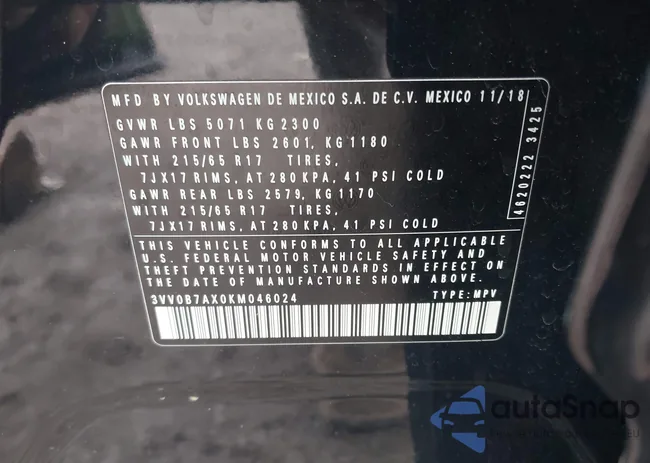 MFD BY VOLKSWAGEN DE MEXICO S.A. DE C.V. MEXICO 11/18
GVWR LBS 5071 KG 2300
GAWR FRONT LBS 2601, KG 1180
WITH 215/65 R17 TIRES,
7JX17 RIMS, AT 280 KPA, 41 PSI COLD
GAWR REAR LBS 2579, KG 1170
WITH 215/65 R17 TIRES,
7JX17 RIMS, AT 280 KPA, 41 PSI COLD
THIS VEHICLE CONFORMS TO ALL APPLICABLE
U.S. FEDERAL MOTOR VEHICLE SAFETY AND
THEFT PREVENTION STANDARDS IN EFFECT ON
THE DATE OF MANUFACTURE SHOWN ABOVE.
3VV0B7AX0KM046024 TYPE: MPV
4620222 3425
autoSnap